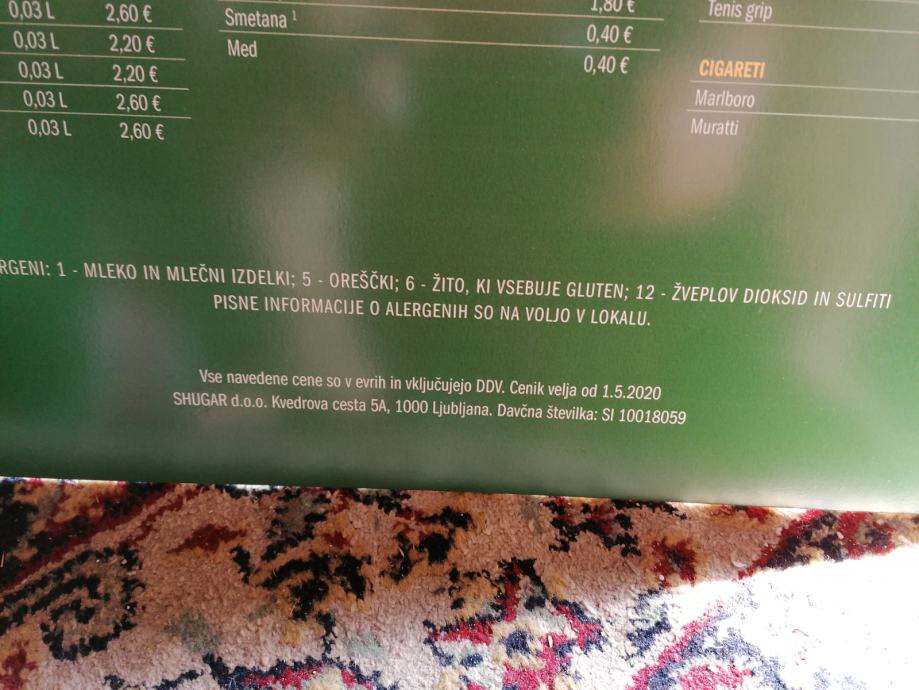 0,03 L 2,60 €
0,03 L 2,20 €
0,03 L 2,20 €
0,03 L 2,60 €
0,03 L 2,60 €
1,80 €
Smetana ¹ 0,40 €
Med 0,40 €
Tenis grip
CIGARETI
Marlboro
Muratti
RGENI: 1 - MLEKO IN MLEČNI IZDELKI; 5 - OREŠČKI; 6 - ŽITO, KI VSEBUJE GLUTEN; 12 - ŽVEPLOV DIOKSID IN SULFITI
PISNE INFORMACIJE O ALERGENIH SO NA VOLJO V LOKALU.
Vse navedene cene so v evrih in vključujejo DDV. Cenik velja od 1.5.2020
SHUGAR d.o.o. Kvedrova cesta 5A, 1000 Ljubljana. Davčna številka: SI 10018059